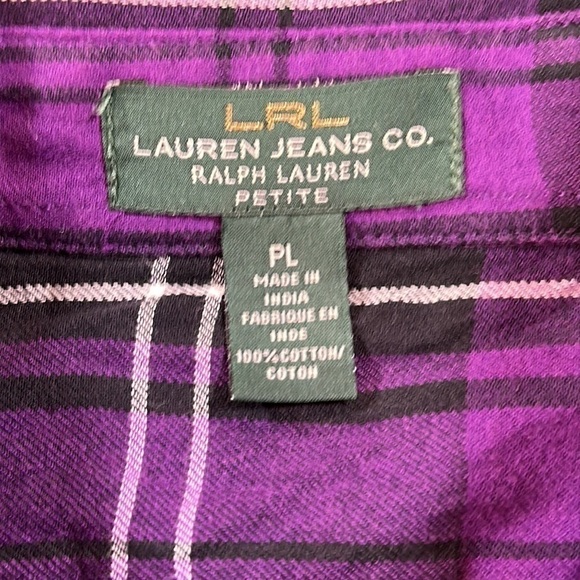 LRL
LAUREN JEANS CO.
RALPH LAUREN
PETITE
PL
MADE IN
INDIA
FABRIQUE EN
INDE
100% COTTON/
COTON